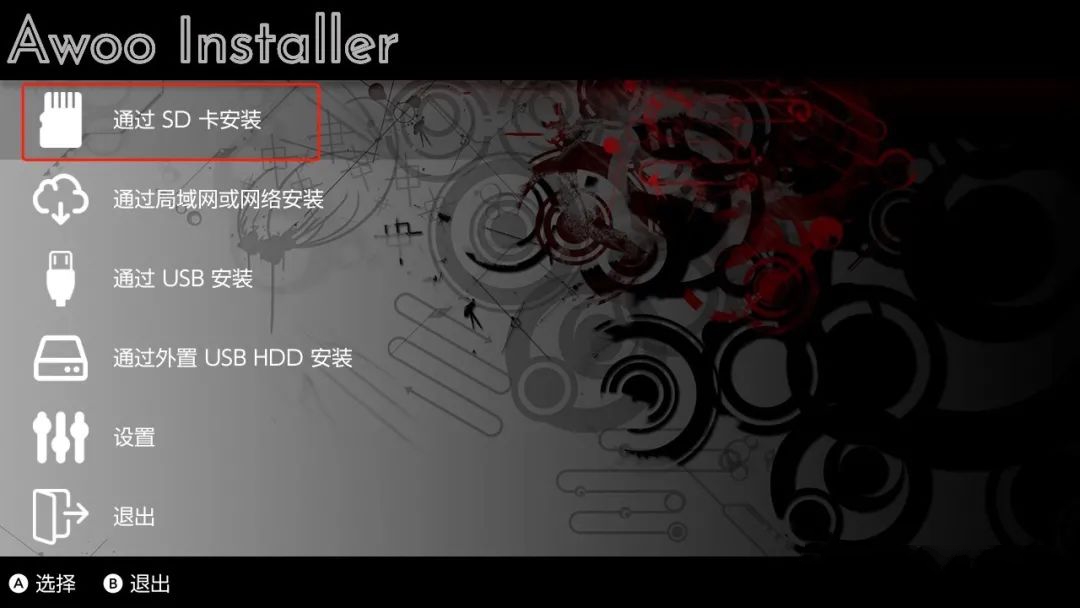 Awoo Installer
通过 SD 卡安装
通过局域网或网络安装
通过 USB 安装
通过外置 USB HDD 安装
设置
退出
A 选择 B 退出